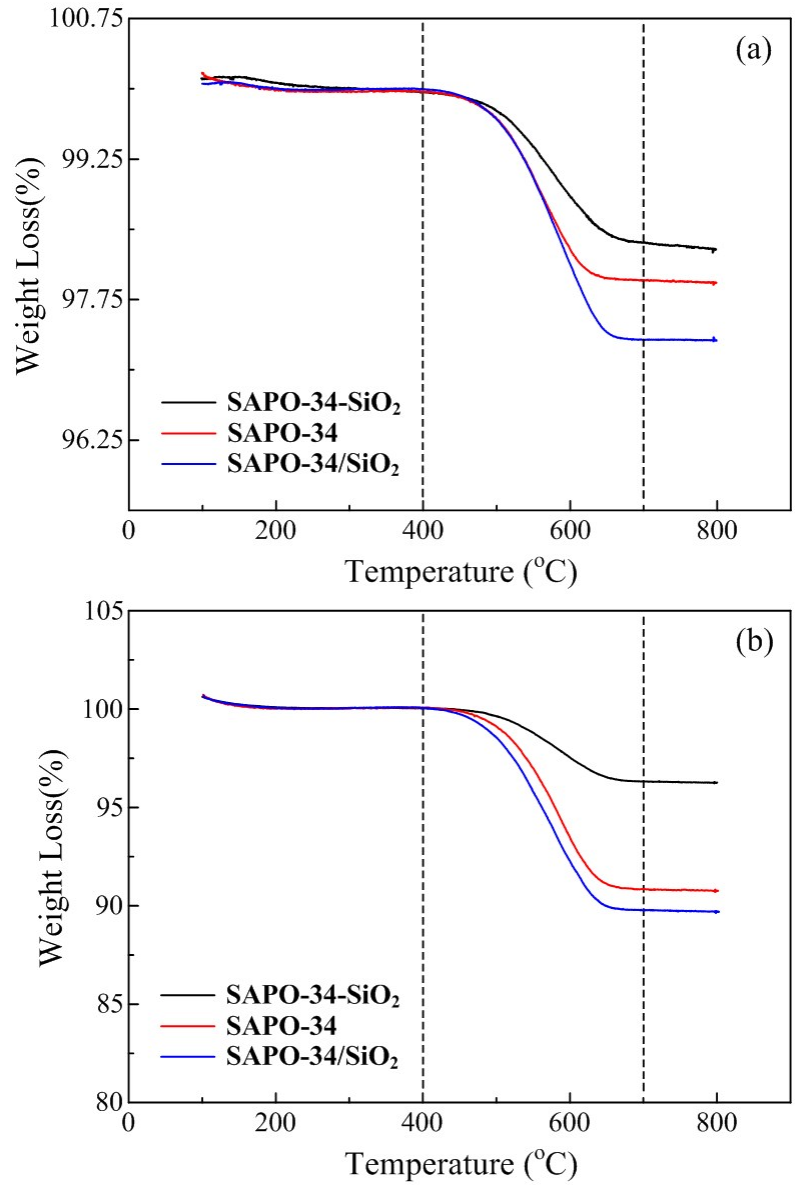 100.75
(a)
99.25
97.75
96.25
Weight Loss(%)
SAPO-34-SiO₂
SAPO-34
SAPO-34/SiO₂
0 200 400 600 800
Temperature (°C)
105
(b)
100
95
90
85
80
Weight Loss(%)
SAPO-34-SiO₂
SAPO-34
SAPO-34/SiO₂
0 200 400 600 800
Temperature (°C)